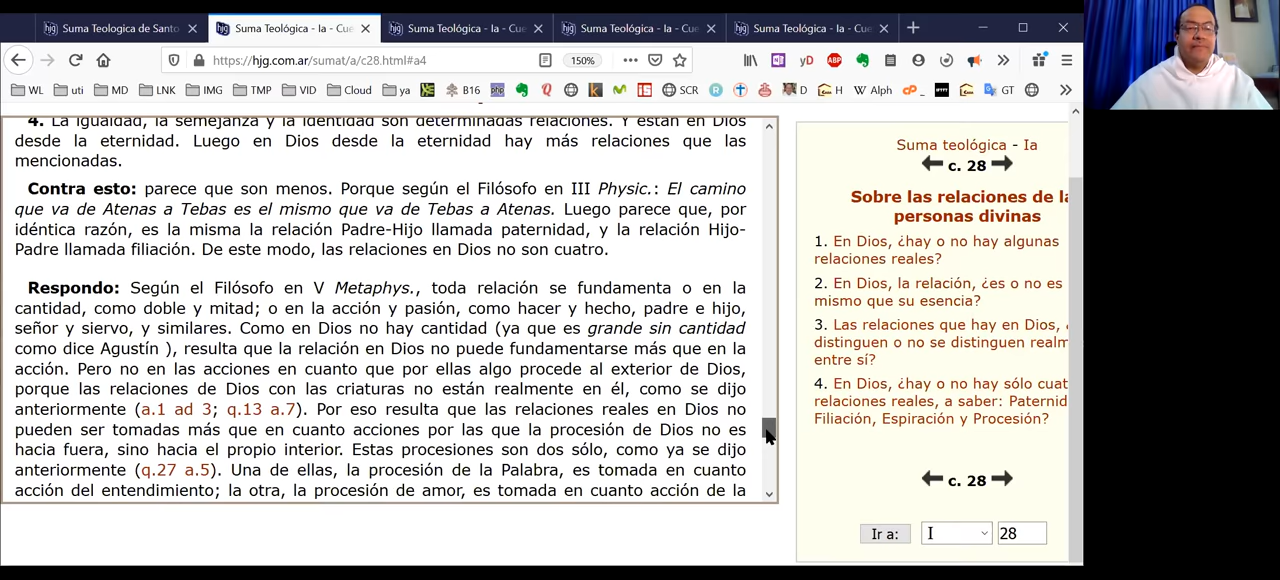 Suma Teológica de Santo
Suma Teológica - Ia - Cue
Suma Teológica - Ia - Cue
Suma Teológica - Ia - Cue
Suma Teológica - Ia - Cue
https://hjg.com.ar/sumat/a/c28.html#a4
150%
WL
uti
MD
LNK
IMG
TMP
VID
Cloud
ya
B16
SCR
D
H
Alph
GT
4. La igualdad, la semejanza y la identidad son determinadas relaciones. Y están en Dios
desde la eternidad. Luego en Dios desde la eternidad hay más relaciones que las
mencionadas.
Contra esto: parece que son menos. Porque según el Filósofo en III Physic.: El camino
que va de Atenas a Tebas es el mismo que va de Tebas a Atenas. Luego parece que, por
idéntica razón, es la misma la relación Padre-Hijo llamada paternidad, y la relación Hijo-
Padre llamada filiación. De este modo, las relaciones en Dios no son cuatro.
Respondo: Según el Filósofo en V Metaphys., toda relación se fundamenta o en la
cantidad, como doble y mitad; o en la acción y pasión, como hacer y hecho, padre e hijo,
señor y siervo, y similares. Como en Dios no hay cantidad (ya que es grande sin cantidad
como dice Agustín ), resulta que la relación en Dios no puede fundamentarse más que en la
acción. Pero no en las acciones en cuanto que por ellas algo procede al exterior de Dios,
porque las relaciones de Dios con las criaturas no están realmente en él, como se dijo
anteriormente (a.1 ad 3; q.13 a.7). Por eso resulta que las relaciones reales en Dios no
pueden ser tomadas más que en cuanto acciones por las que la procesión de Dios no es
hacia fuera, sino hacia el propio interior. Estas procesiones son dos sólo, como ya se dijo
anteriormente (q.27 a.5). Una de ellas, la procesión de la Palabra, es tomada en cuanto
acción del entendimiento; la otra, la procesión de amor, es tomada en cuanto acción de la
Suma teológica - Ia
c. 28
Sobre las relaciones de la
personas divinas
1. En Dios, ¿hay o no hay algunas
relaciones reales?
2. En Dios, la relación, ¿es o no es
mismo que su esencia?
3. Las relaciones que hay en Dios, ¿
distinguen o no se distinguen realm
entre sí?
4. En Dios, ¿hay o no hay sólo cuat
relaciones reales, a saber: Paternid
Filiación, Espiración y Procesión?
c. 28
Ir a:
I
28